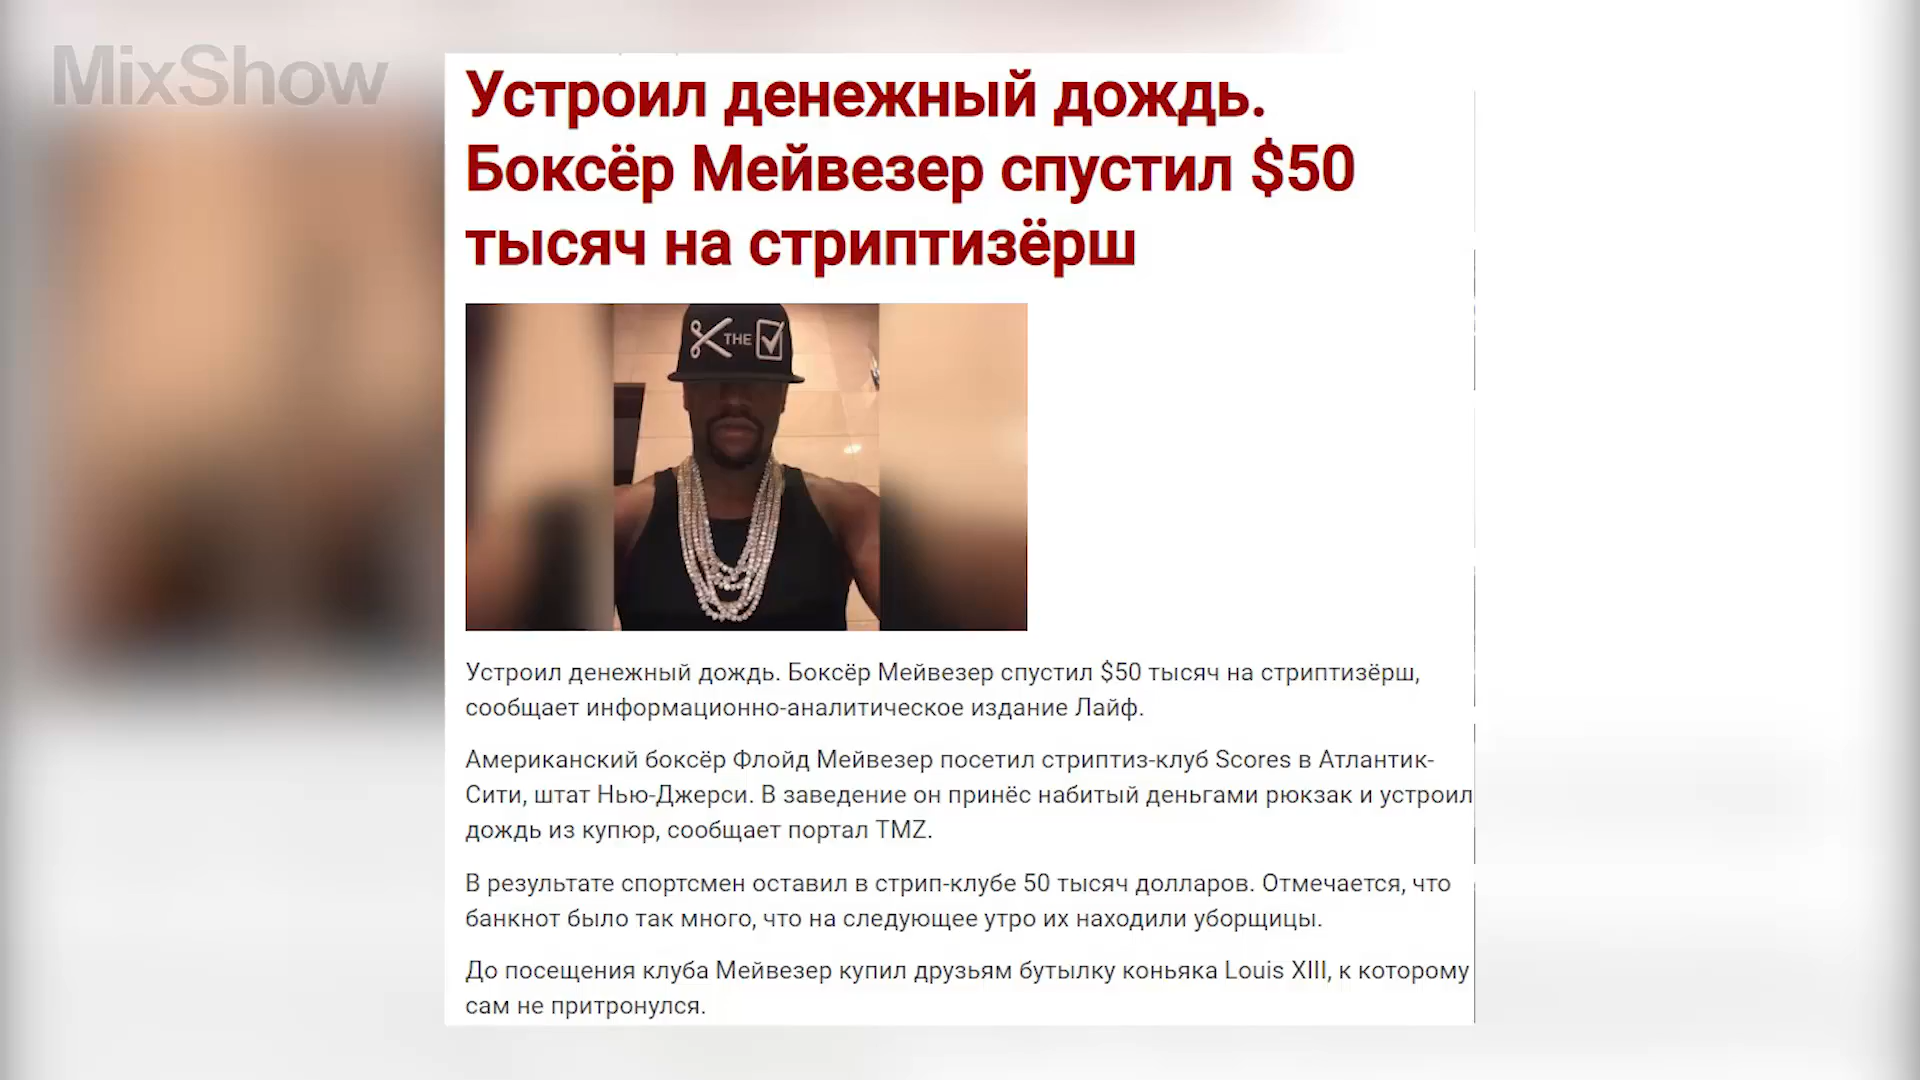 MixShow
Устроил денежный дождь.
Боксёр Мейвезер спустил $50
тысяч на стриптизёрш
THE
Устроил денежный дождь. Боксёр Мейвезер спустил $50 тысяч на стриптизёрш,
сообщает информационно-аналитическое издание Лайф.
Американский боксёр Флойд Мейвезер посетил стриптиз-клуб Scores в Атлантик-
Сити, штат Нью-Джерси. В заведение он принёс набитый деньгами рюкзак и устроил
дождь из купюр, сообщает портал TMZ.
В результате спортсмен оставил в стрип-клубе 50 тысяч долларов. Отмечается, что
банкнот было так много, что на следующее утро их находили уборщицы.
До посещения клуба Мейвезер купил друзьям бутылку коньяка Louis XIII, к которому
сам не притронулся.